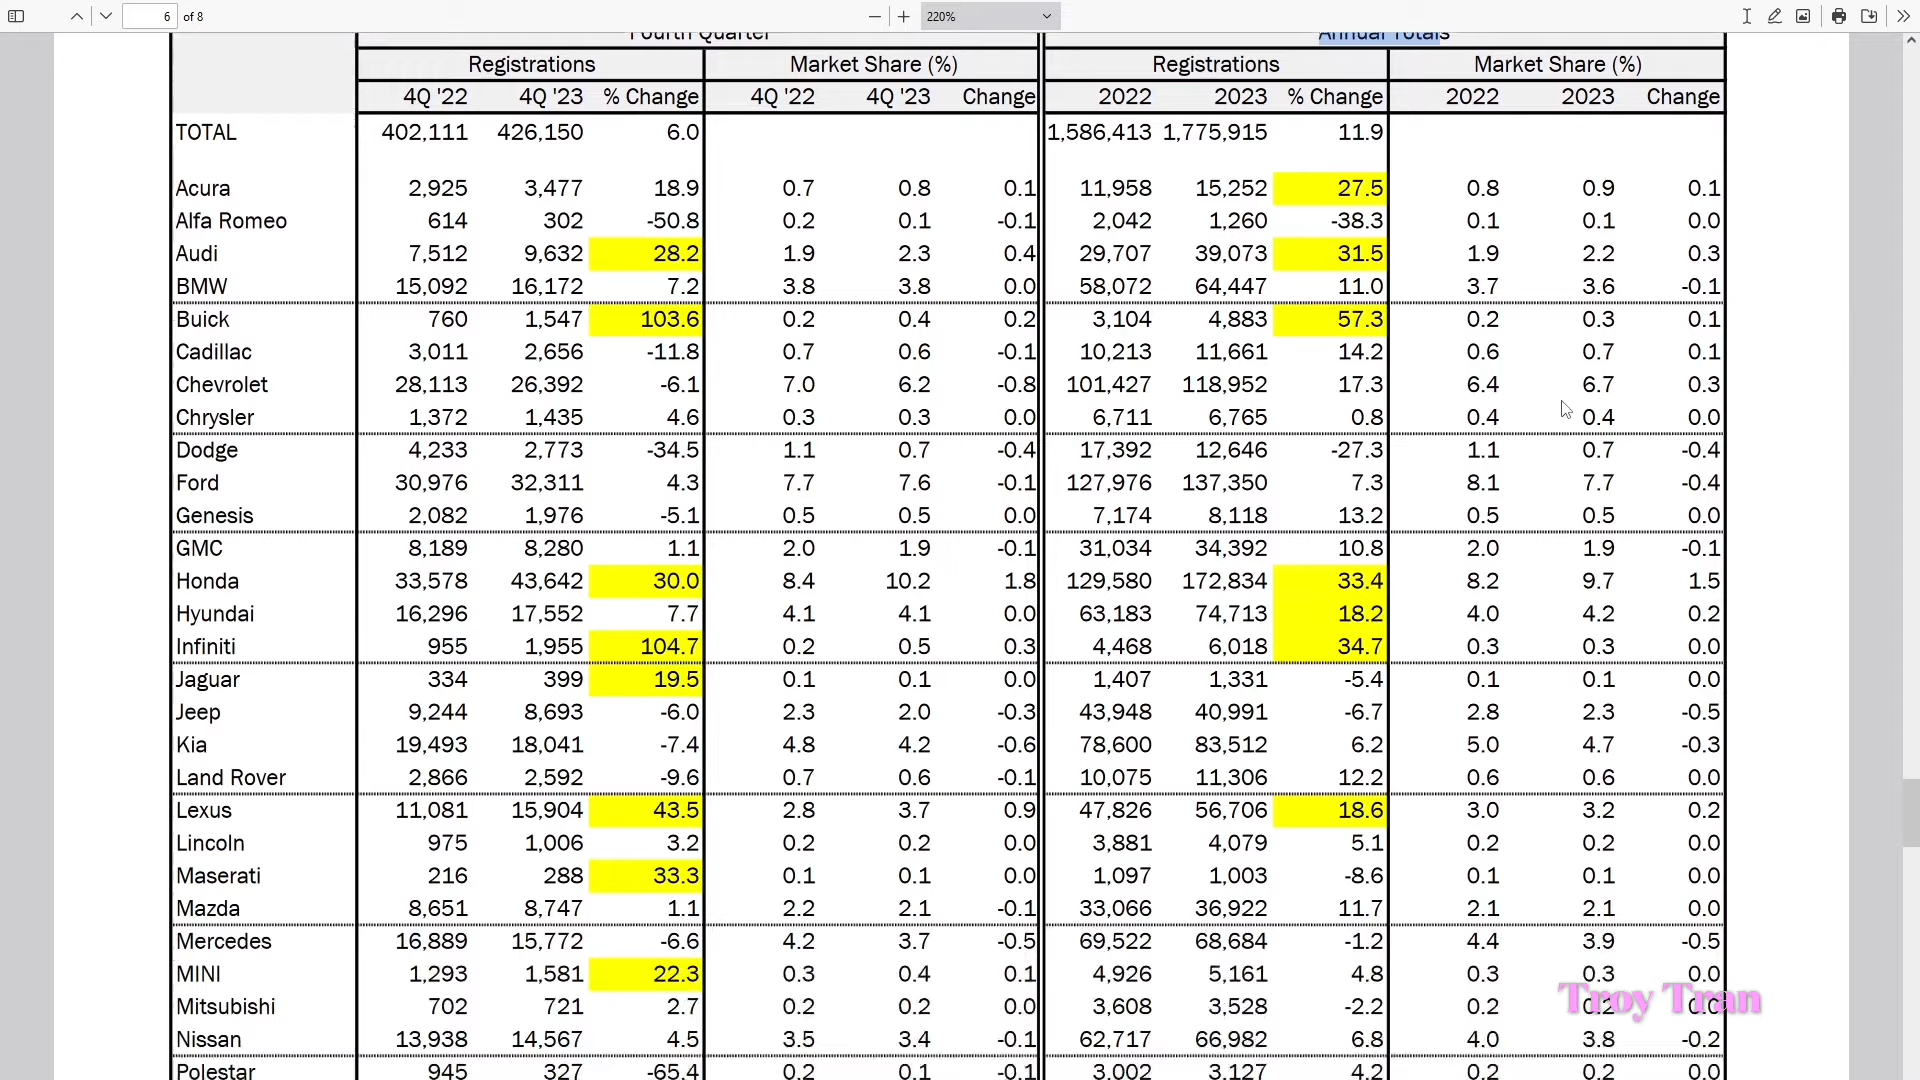 6 of 8 220%
Fourth Quarter Annual Totals
Registrations Market Share (%) Registrations Market Share (%)
4Q '22 4Q '23 % Change 4Q '22 4Q '23 Change 2022 2023 % Change 2022 2023 Change
TOTAL 402,111 426,150 6.0 1,586,413 1,775,915 11.9
Acura 2,925 3,477 18.9 0.7 0.8 0.1 11,958 15,252 27.5 0.8 0.9 0.1
Alfa Romeo 614 302 -50.8 0.2 0.1 -0.1 2,042 1,260 -38.3 0.1 0.1 0.0
Audi 7,512 9,632 28.2 1.9 2.3 0.4 29,707 39,073 31.5 1.9 2.2 0.3
BMW 15,092 16,172 7.2 3.8 3.8 0.0 58,072 64,447 11.0 3.7 3.6 -0.1
Buick 760 1,547 103.6 0.2 0.4 0.2 3,104 4,883 57.3 0.2 0.3 0.1
Cadillac 3,011 2,656 -11.8 0.7 0.6 -0.1 10,213 11,661 14.2 0.6 0.7 0.1
Chevrolet 28,113 26,392 -6.1 7.0 6.2 -0.8 101,427 118,952 17.3 6.4 6.7 0.3
Chrysler 1,372 1,435 4.6 0.3 0.3 0.0 6,711 6,765 0.8 0.4 0.4 0.0
Dodge 4,233 2,773 -34.5 1.1 0.7 -0.4 17,392 12,646 -27.3 1.1 0.7 -0.4
Ford 30,976 32,311 4.3 7.7 7.6 -0.1 127,976 137,350 7.3 8.1 7.7 -0.4
Genesis 2,082 1,976 -5.1 0.5 0.5 0.0 7,174 8,118 13.2 0.5 0.5 0.0
GMC 8,189 8,280 1.1 2.0 1.9 -0.1 31,034 34,392 10.8 2.0 1.9 -0.1
Honda 33,578 43,642 30.0 8.4 10.2 1.8 129,580 172,834 33.4 8.2 9.7 1.5
Hyundai 16,296 17,552 7.7 4.1 4.1 0.0 63,183 74,713 18.2 4.0 4.2 0.2
Infiniti 955 1,955 104.7 0.2 0.5 0.3 4,468 6,018 34.7 0.3 0.3 0.0
Jaguar 334 399 19.5 0.1 0.1 0.0 1,407 1,331 -5.4 0.1 0.1 0.0
Jeep 9,244 8,693 -6.0 2.3 2.0 -0.3 43,948 40,991 -6.7 2.8 2.3 -0.5
Kia 19,493 18,041 -7.4 4.8 4.2 -0.6 78,600 83,512 6.2 5.0 4.7 -0.3
Land Rover 2,866 2,592 -9.6 0.7 0.6 -0.1 10,075 11,306 12.2 0.6 0.6 0.0
Lexus 11,081 15,904 43.5 2.8 3.7 0.9 47,826 56,706 18.6 3.0 3.2 0.2
Lincoln 975 1,006 3.2 0.2 0.2 0.0 3,881 4,079 5.1 0.2 0.2 0.0
Maserati 216 288 33.3 0.1 0.1 0.0 1,097 1,003 -8.6 0.1 0.1 0.0
Mazda 8,651 8,747 1.1 2.2 2.1 -0.1 33,066 36,922 11.7 2.1 2.1 0.0
Mercedes 16,889 15,772 -6.6 4.2 3.7 -0.5 69,522 68,684 -1.2 4.4 3.9 -0.5
MINI 1,293 1,581 22.3 0.3 0.4 0.1 4,926 5,161 4.8 0.3 0.3 0.0
Mitsubishi 702 721 2.7 0.2 0.2 0.0 3,608 3,528 -2.2 0.2 0.2 0.0
Troy Tran
Nissan 13,938 14,567 4.5 3.5 3.4 -0.1 62,717 66,982 6.8 4.0 3.8 -0.2
Polestar 945 327 -65.4 0.2 0.1 -0.1 3,002 3,127 4.2 0.2 0.2 0.0